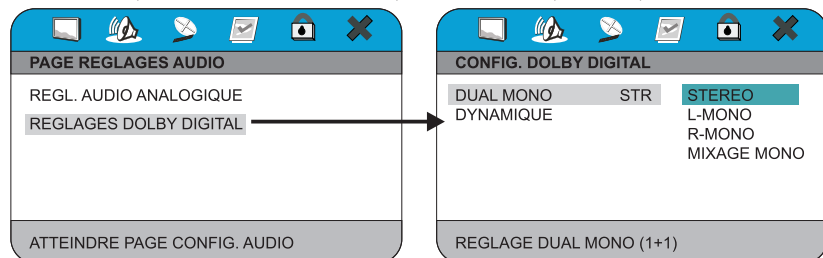 PAGE REGLAGES AUDIO
REGL. AUDIO ANALOGIQUE
REGLAGES DOLBY DIGITAL
ATTEINDRE PAGE CONFIG. AUDIO
CONFIG. DOLBY DIGITAL
DUAL MONO STR STEREO
DYNAMIQUE L-MONO
R-MONO
MIXAGE MONO
REGLAGE DUAL MONO (1+1)